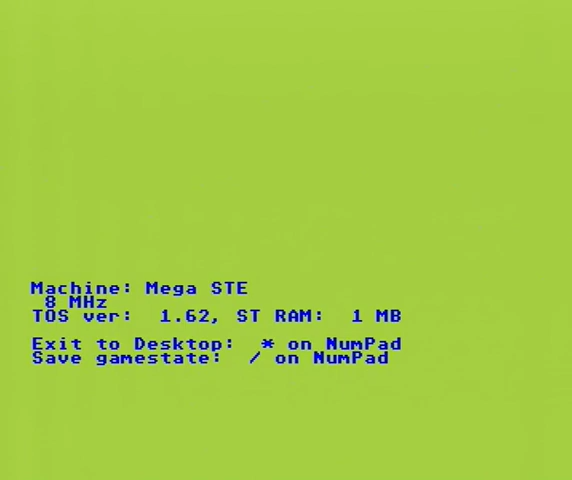 Machine: Mega STE
8 MHz
TOS ver:  1.62, ST RAM:  1 MB
Exit to Desktop:  * on NumPad
Save gamestate:  / on NumPad